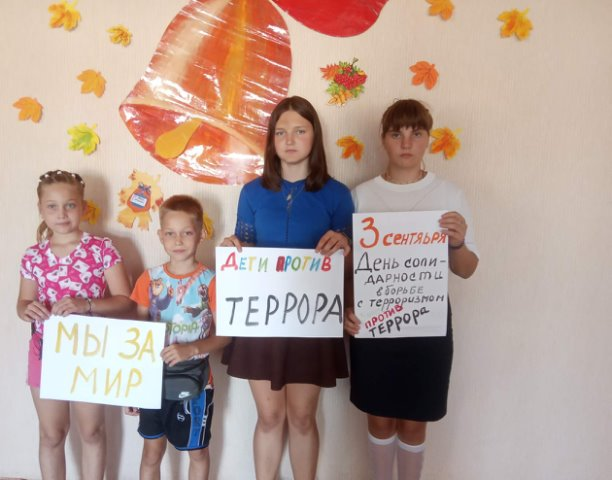 МЫ ЗА
МИР
ДЕТИ ПРОТИВ
ТЕРРОРА
3 сентября
День соли-
дарности
в борьбе
с терроризмом
против
террора